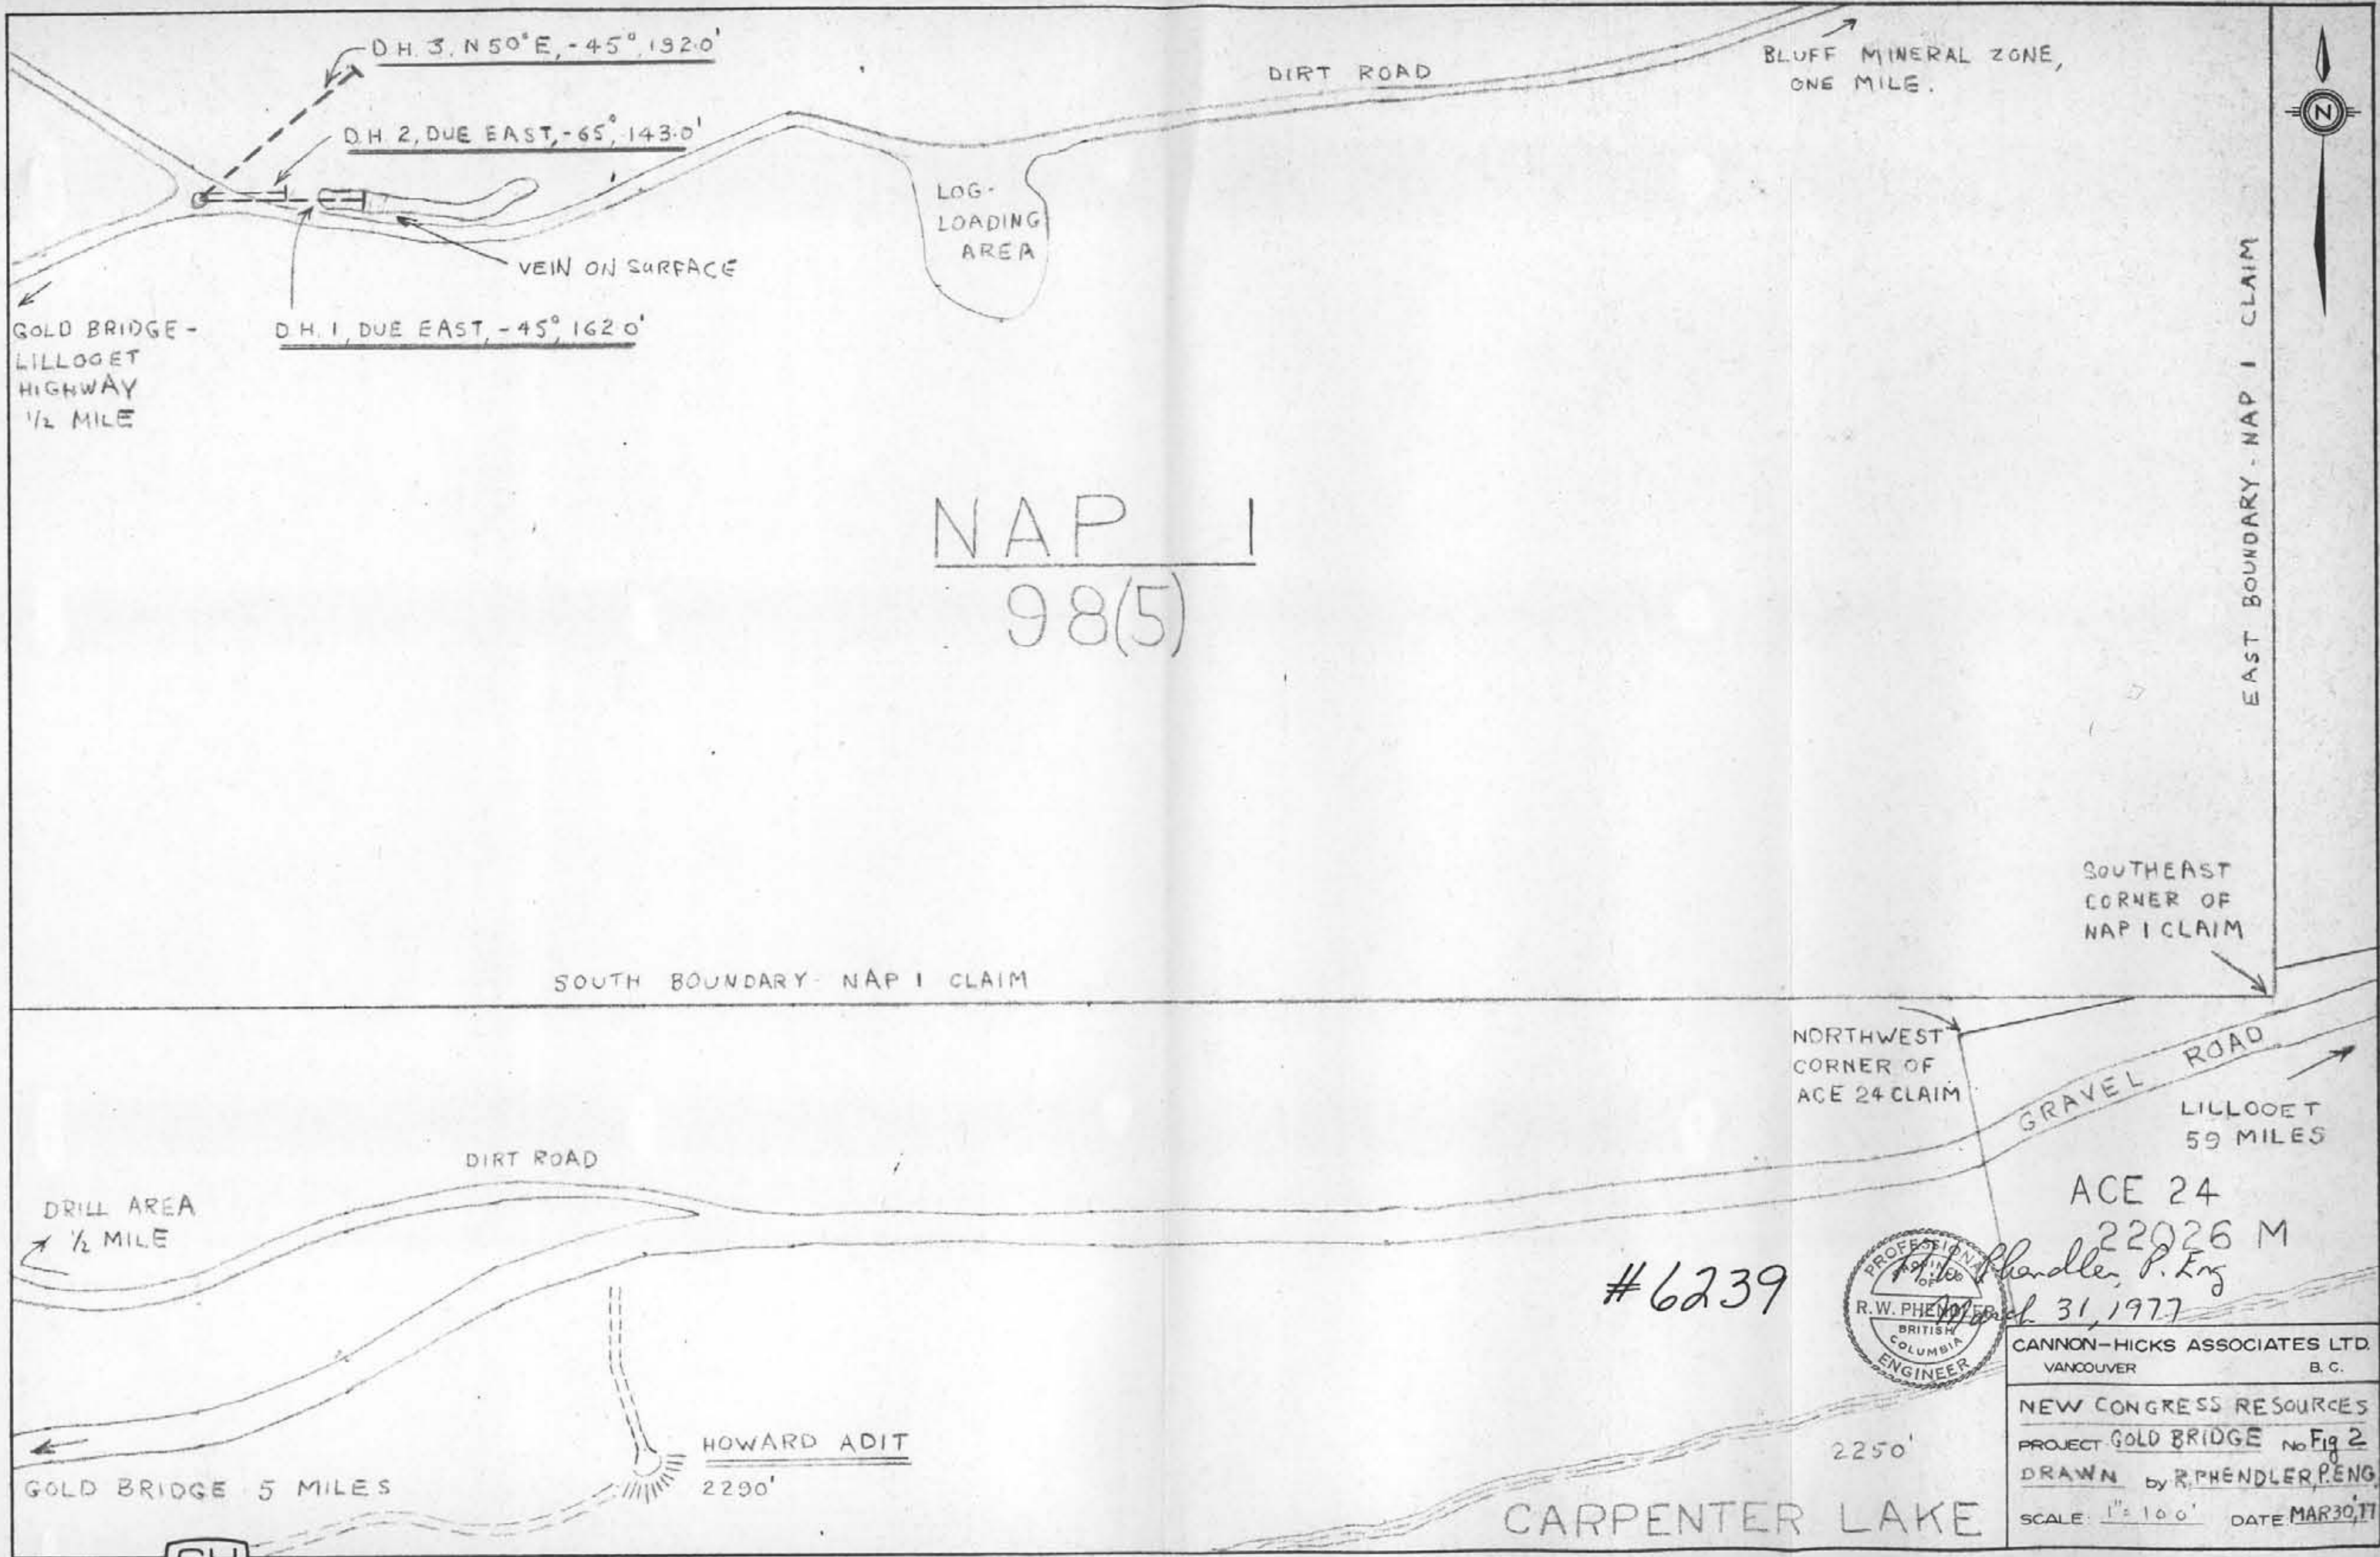 D.H. 3, N50°E, -45°, 192.0'
D.H. 2, DUE EAST, -65°, 143.0'
DIRT ROAD
BLUFF MINERAL ZONE,
ONE MILE.
N
LOG-
LOADING
AREA
VEIN ON SURFACE
GOLD BRIDGE -
LILLOOET
HIGHWAY
1/2 MILE
D.H. 1, DUE EAST, -45°, 162.0'
EAST BOUNDARY - NAP 1 CLAIM
NAP 1
98(5)
SOUTHEAST
CORNER OF
NAP 1 CLAIM
SOUTH BOUNDARY - NAP 1 CLAIM
NORTHWEST
CORNER OF
ACE 24 CLAIM
GRAVEL ROAD
LILLOOET
59 MILES
DIRT ROAD
DRILL AREA
1/2 MILE
ACE 24
22026 M
#6239
PROFESSIONAL
PROVINCE
OF
R.W. PHENDLER
BRITISH
COLUMBIA
ENGINEER
R.W. Phendler, P. Eng
March 31, 1977
HOWARD ADIT
2290'
GOLD BRIDGE 5 MILES
2250'
CARPENTER LAKE
CANNON-HICKS ASSOCIATES LTD.
VANCOUVER B.C.
NEW CONGRESS RESOURCES
PROJECT GOLD BRIDGE No Fig 2
DRAWN by R. PHENDLER, P.ENG
SCALE: 1" = 100' DATE MAR 30, 77